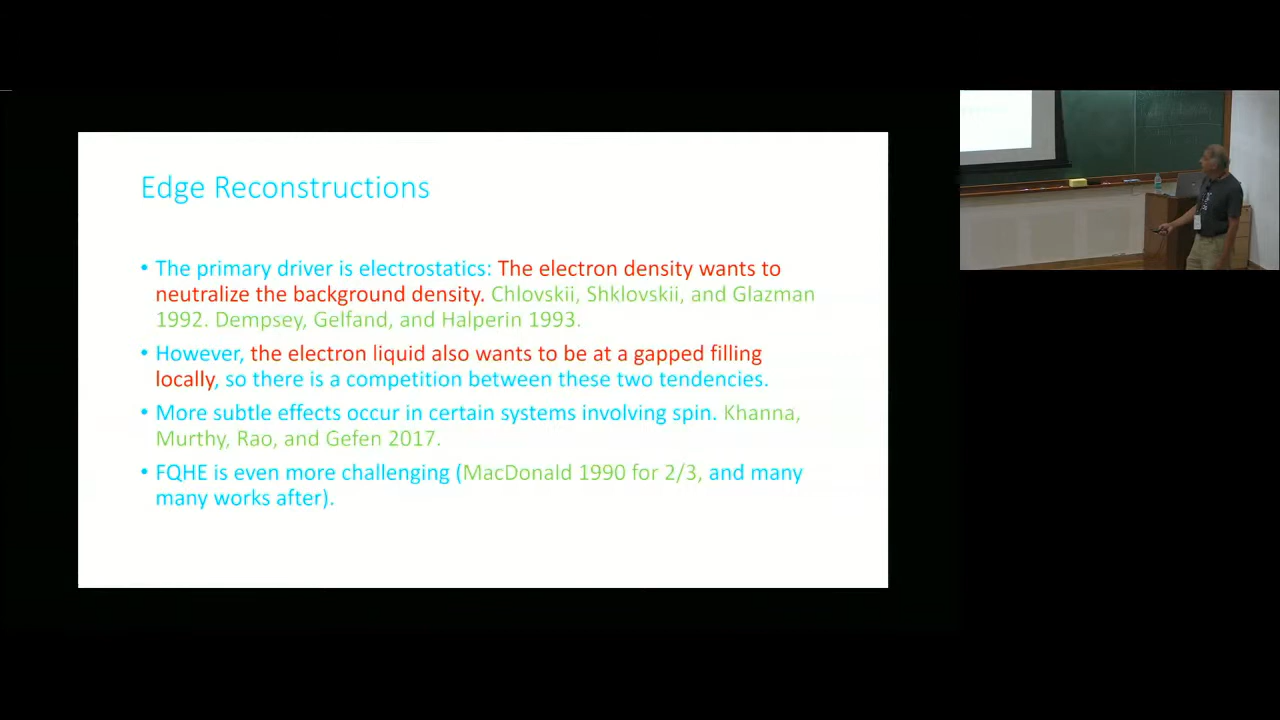 Edge Reconstructions
• The primary driver is electrostatics: The electron density wants to
neutralize the background density. Chlovskii, Shklovskii, and Glazman
1992. Dempsey, Gelfand, and Halperin 1993.
• However, the electron liquid also wants to be at a gapped filling
locally, so there is a competition between these two tendencies.
• More subtle effects occur in certain systems involving spin. Khanna,
Murthy, Rao, and Gefen 2017.
• FQHE is even more challenging (MacDonald 1990 for 2/3, and many
many works after).